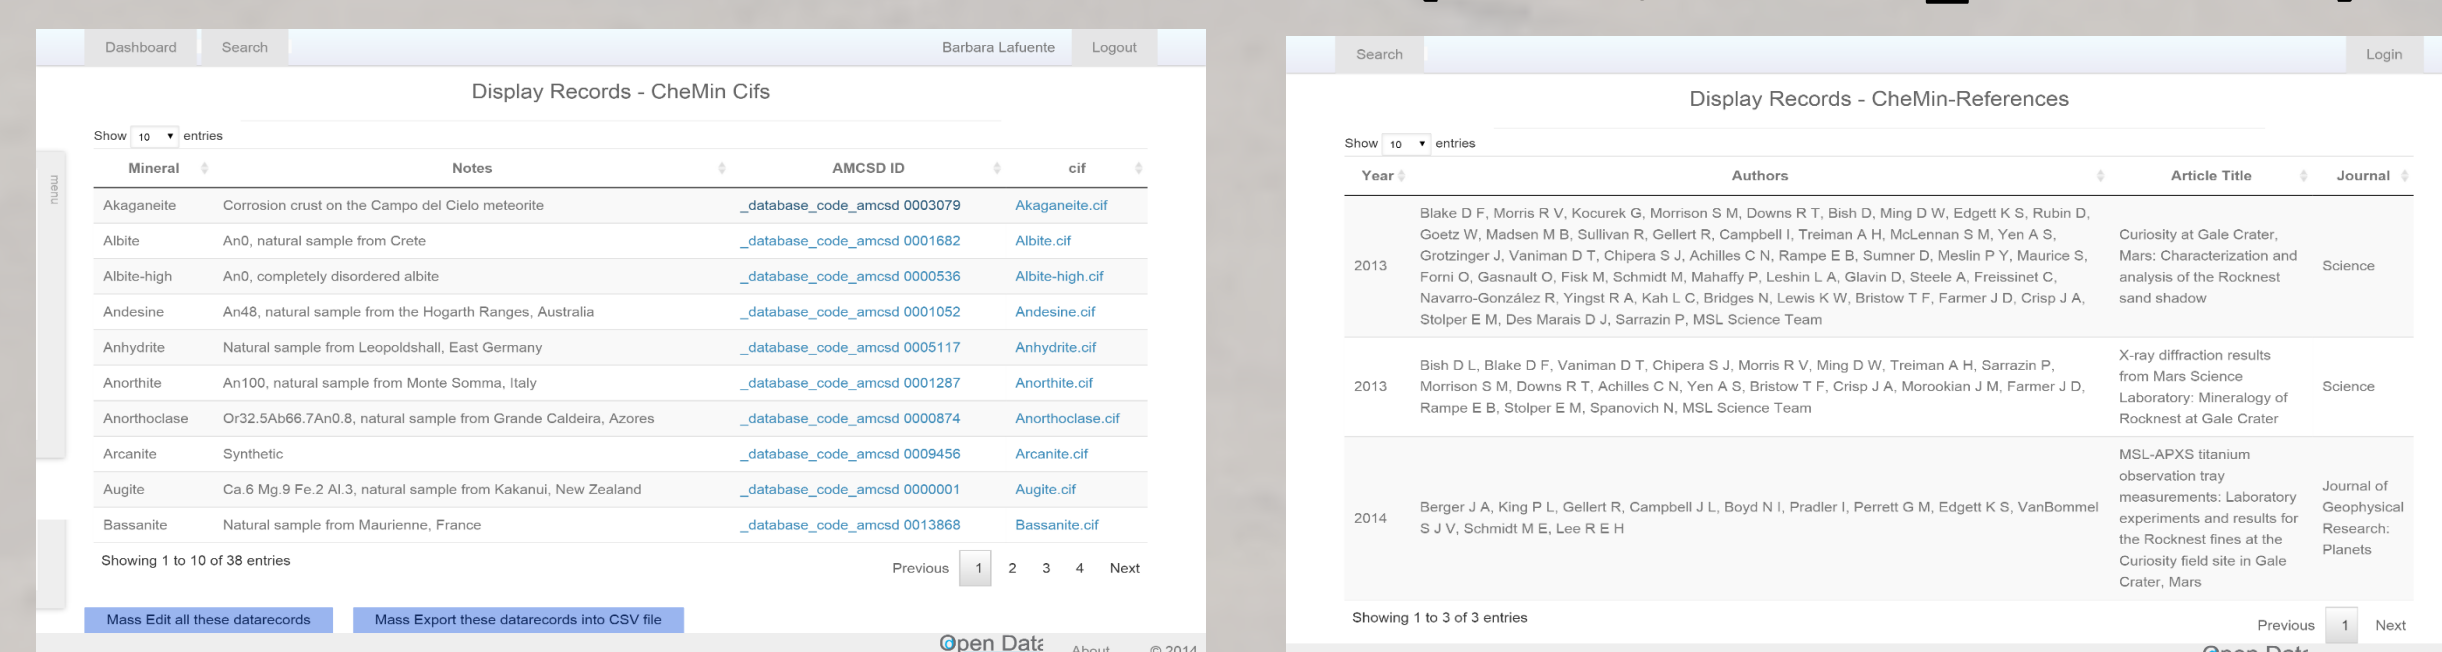 Dashboard Search Barbara Lafuente Logout
Display Records - CheMin Cifs
Show 10 entries
menu
Mineral Notes AMCSD ID cif
Akaganeite Corrosion crust on the Campo del Cielo meteorite _database_code_amcsd 0003079 Akaganeite.cif
Albite An0, natural sample from Crete _database_code_amcsd 0001682 Albite.cif
Albite-high An0, completely disordered albite _database_code_amcsd 0000536 Albite-high.cif
Andesine An48, natural sample from the Hogarth Ranges, Australia _database_code_amcsd 0001052 Andesine.cif
Anhydrite Natural sample from Leopoldshall, East Germany _database_code_amcsd 0005117 Anhydrite.cif
Anorthite An100, natural sample from Monte Somma, Italy _database_code_amcsd 0001287 Anorthite.cif
Anorthoclase Or32.5Ab66.7An0.8, natural sample from Grande Caldeira, Azores _database_code_amcsd 0000874 Anorthoclase.cif
Arcanite Synthetic _database_code_amcsd 0009456 Arcanite.cif
Augite Ca.6 Mg.9 Fe.2 Al.3, natural sample from Kakanui, New Zealand _database_code_amcsd 0000001 Augite.cif
Bassanite Natural sample from Maurienne, France _database_code_amcsd 0013868 Bassanite.cif
Showing 1 to 10 of 38 entries
Previous 1 2 3 4 Next
Mass Edit all these datarecords Mass Export these datarecords into CSV file
Open Data About © 2014
Search Login
Display Records - CheMin-References
Show 10 entries
Year Authors Article Title Journal
2013
Blake D F, Morris R V, Kocurek G, Morrison S M, Downs R T, Bish D, Ming D W, Edgett K S, Rubin D,
Goetz W, Madsen M B, Sullivan R, Gellert R, Campbell I, Treiman A H, McLennan S M, Yen A S,
Grotzinger J, Vaniman D T, Chipera S J, Achilles C N, Rampe E B, Sumner D, Meslin P Y, Maurice S,
Forni O, Gasnault O, Fisk M, Schmidt M, Mahaffy P, Leshin L A, Glavin D, Steele A, Freissinet C,
Navarro-González R, Yingst R A, Kah L C, Bridges N, Lewis K W, Bristow T F, Farmer J D, Crisp J A,
Stolper E M, Des Marais D J, Sarrazin P, MSL Science Team
Curiosity at Gale Crater,
Mars: Characterization and
analysis of the Rocknest
sand shadow
Science
2013
Bish D L, Blake D F, Vaniman D T, Chipera S J, Morris R V, Ming D W, Treiman A H, Sarrazin P,
Morrison S M, Downs R T, Achilles C N, Yen A S, Bristow T F, Crisp J A, Morookian J M, Farmer J D,
Rampe E B, Stolper E M, Spanovich N, MSL Science Team
X-ray diffraction results
from Mars Science
Laboratory: Mineralogy of
Rocknest at Gale Crater
Science
2014
Berger J A, King P L, Gellert R, Campbell J L, Boyd N I, Pradler I, Perrett G M, Edgett K S, VanBommel
S J V, Schmidt M E, Lee R E H
MSL-APXS titanium
observation tray
measurements: Laboratory
experiments and results for
the Rocknest fines at the
Curiosity field site in Gale
Crater, Mars
Journal of
Geophysical
Research:
Planets
Showing 1 to 3 of 3 entries
Previous 1 Next